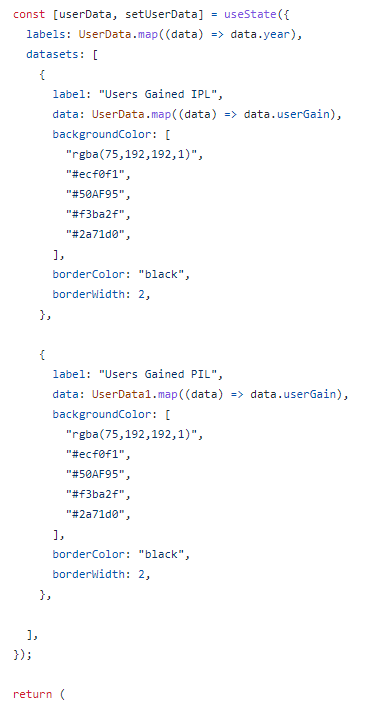 const [userData, setUserData] = useState({
  labels: UserData.map((data) => data.year),
  datasets: [
    {
      label: "Users Gained IPL",
      data: UserData.map((data) => data.userGain),
      backgroundColor: [
        "rgba(75,192,192,1)",
        "#ecf0f1",
        "#50AF95",
        "#f3ba2f",
        "#2a71d0",
      ],
      borderColor: "black",
      borderWidth: 2,
    },

    {
      label: "Users Gained PIL",
      data: UserData1.map((data) => data.userGain),
      backgroundColor: [
        "rgba(75,192,192,1)",
        "#ecf0f1",
        "#50AF95",
        "#f3ba2f",
        "#2a71d0",
      ],
      borderColor: "black",
      borderWidth: 2,
    },

  ],
});

return (